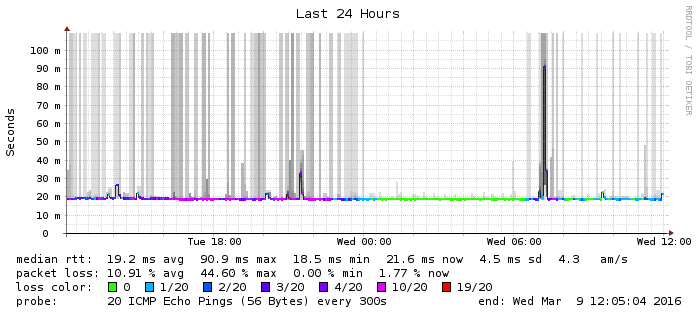 Last 24 Hours
RRDTOOL / TOBI OETIKER
Seconds
100 m
90 m
80 m
70 m
60 m
50 m
40 m
30 m
20 m
10 m
0
Tue 18:00 Wed 00:00 Wed 06:00 Wed 12:00
median rtt: 19.2 ms avg 90.9 ms max 18.5 ms min 21.6 ms now 4.5 ms sd 4.3 am/s
packet loss: 10.91 % avg 44.60 % max 0.00 % min 1.77 % now
loss color: 0 1/20 2/20 3/20 4/20 10/20 19/20
probe: 20 ICMP Echo Pings (56 Bytes) every 300s end: Wed Mar 9 12:05:04 2016